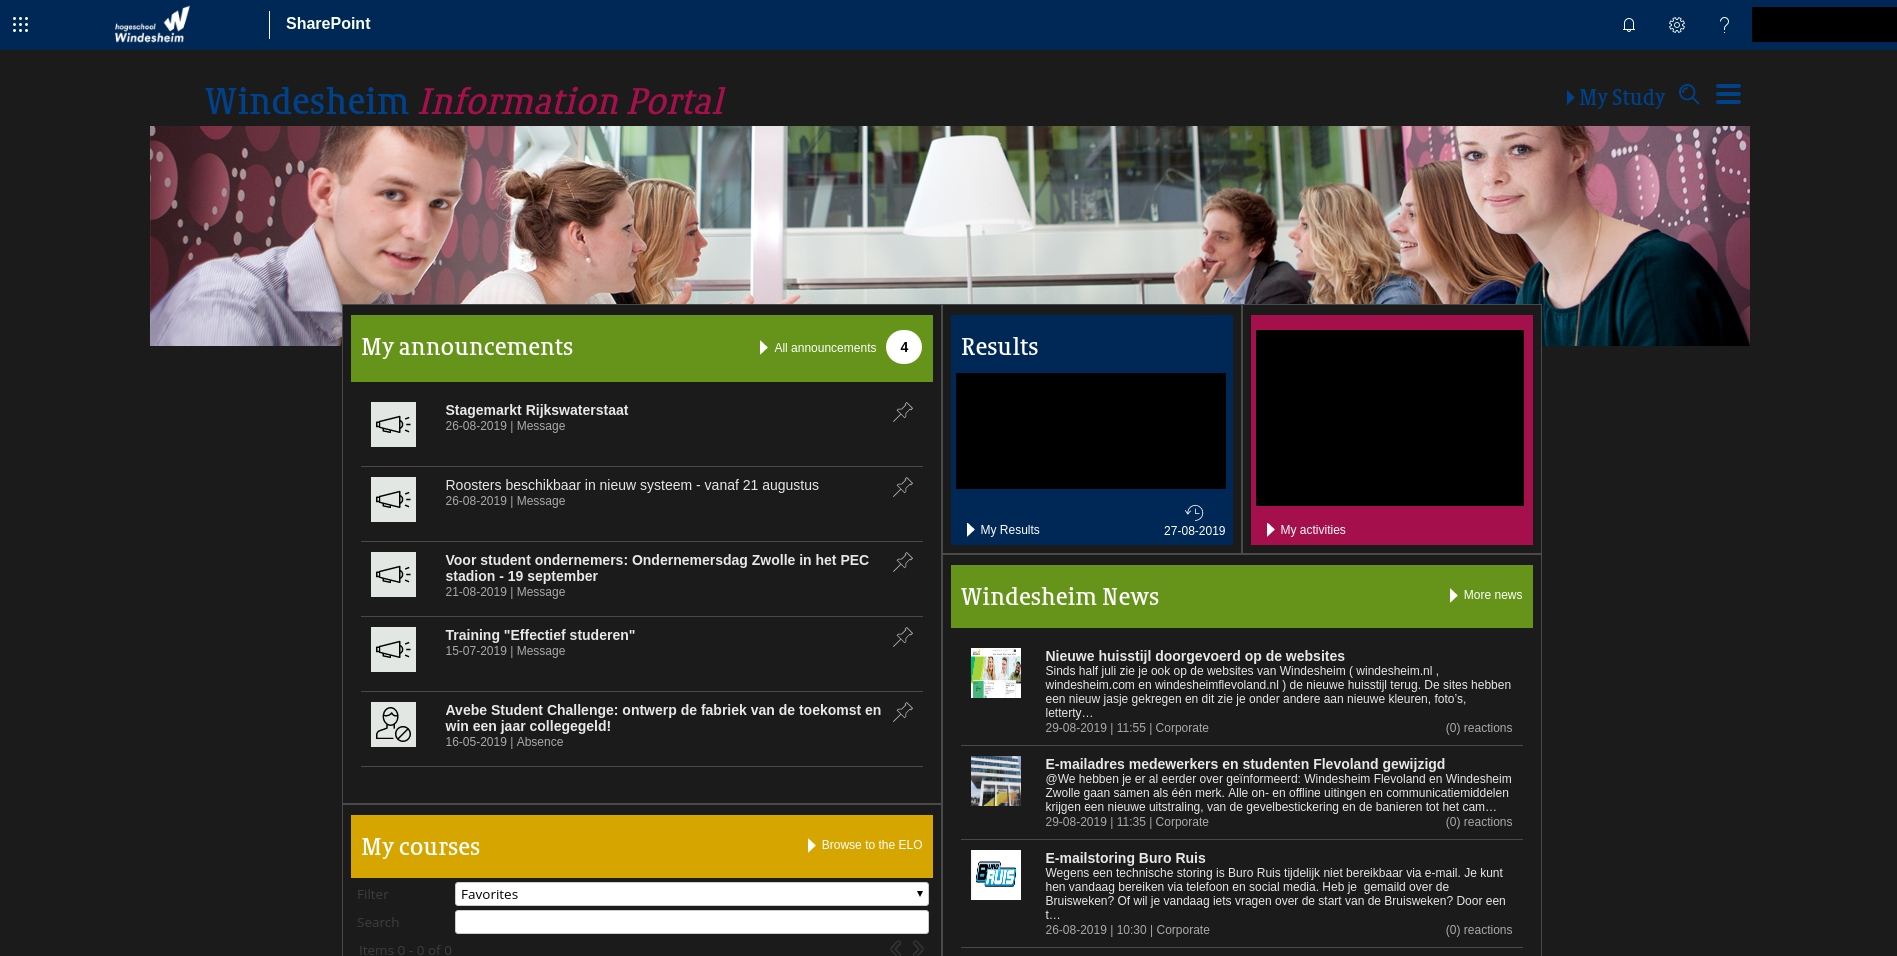 hogeschool
Windesheim
SharePoint
Windesheim Information Portal
My Study
My announcements
All announcements
4
Stagemarkt Rijkswaterstaat
26-08-2019 | Message
Roosters beschikbaar in nieuw systeem - vanaf 21 augustus
26-08-2019 | Message
Voor student ondernemers: Ondernemersdag Zwolle in het PEC
stadion - 19 september
21-08-2019 | Message
Training "Effectief studeren"
15-07-2019 | Message
Avebe Student Challenge: ontwerp de fabriek van de toekomst en
win een jaar collegegeld!
16-05-2019 | Absence
My courses
Browse to the ELO
Filter
Favorites
Search
Items 0 - 0 of 0
Results
My Results
27-08-2019
My activities
Windesheim News
More news
Nieuwe huisstijl doorgevoerd op de websites
Sinds half juli zie je ook op de websites van Windesheim ( windesheim.nl ,
windesheim.com en windesheimflevoland.nl ) de nieuwe huisstijl terug. De sites hebben
een nieuw jasje gekregen en dit zie je onder andere aan nieuwe kleuren, foto's,
letterty…
29-08-2019 | 11:55 | Corporate
(0) reactions
E-mailadres medewerkers en studenten Flevoland gewijzigd
@We hebben je er al eerder over geïnformeerd: Windesheim Flevoland en Windesheim
Zwolle gaan samen als één merk. Alle on- en offline uitingen en communicatiemiddelen
krijgen een nieuwe uitstraling, van de gevelbestickering en de banieren tot het cam…
29-08-2019 | 11:35 | Corporate
(0) reactions
BURO
RUIS
E-mailstoring Buro Ruis
Wegens een technische storing is Buro Ruis tijdelijk niet bereikbaar via e-mail. Je kunt
hen vandaag bereiken via telefoon en social media. Heb je  gemaild over de
Bruisweken? Of wil je vandaag iets vragen over de start van de Bruisweken? Door een
t…
26-08-2019 | 10:30 | Corporate
(0) reactions